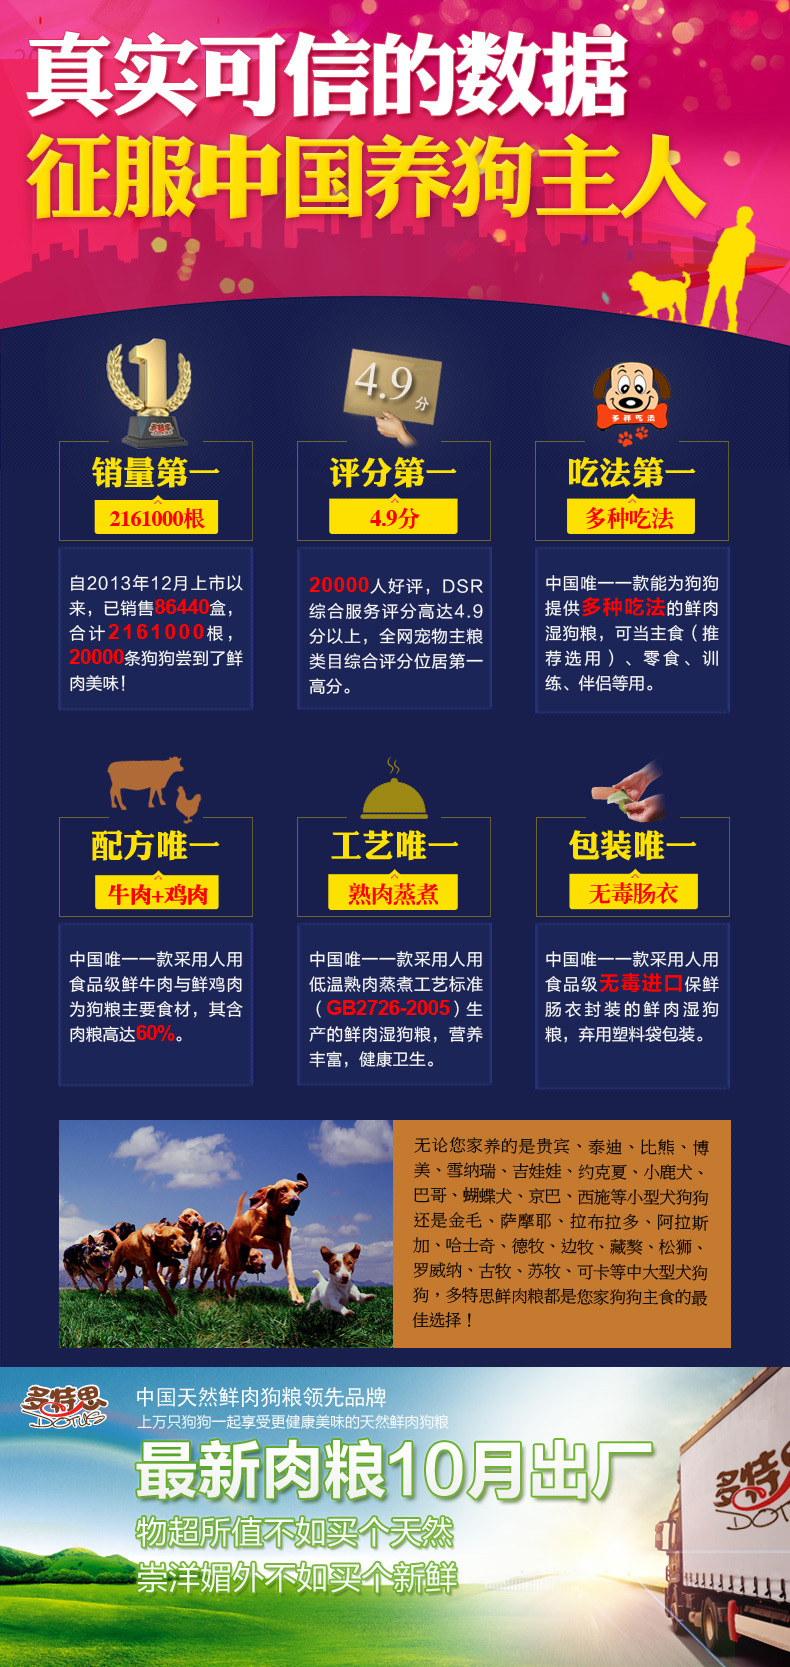 真实可信的数据
征服中国养狗主人
1
多特思
4.9分
多种吃法
销量第一
2161000根
评分第一
4.9分
吃法第一
多种吃法
自2013年12月上市以
来，已销售86440盒，
合计2161000根，
20000条狗狗尝到了鲜
肉美味！
20000人好评，DSR
综合服务评分高达4.9
分以上，全网宠物主粮
类目综合评分位居第一
高分。
中国唯一一款能为狗狗
提供多种吃法的鲜肉
湿狗粮，可当主食（推
荐选用）、零食、训
练、伴侣等用。
配方唯一
牛肉+鸡肉
工艺唯一
熟肉蒸煮
包装唯一
无毒肠衣
中国唯一一款采用人用
食品级鲜牛肉与鲜鸡肉
为狗粮主要食材，其含
肉粮高达60%。
中国唯一一款采用人用
低温熟肉蒸煮工艺标准
（GB2726-2005）生
产的鲜肉湿狗粮，营养
丰富，健康卫生。
中国唯一一款采用人用
食品级无毒进口保鲜
肠衣封装的鲜肉湿狗
粮，弃用塑料袋包装。
无论您家养的是贵宾、泰迪、比熊、博
美、雪纳瑞、吉娃娃、约克夏、小鹿犬、
巴哥、蝴蝶犬、京巴、西施等小型犬狗狗
还是金毛、萨摩耶、拉布拉多、阿拉斯
加、哈士奇、德牧、边牧、藏獒、松狮、
罗威纳、古牧、苏牧、可卡等中大型犬狗
狗，多特思鲜肉粮都是您家狗狗主食的最
佳选择！
多特思
DOTUS
中国天然鲜肉狗粮领先品牌
上万只狗狗一起享受更健康美味的天然鲜肉狗粮
最新肉粮10月出厂
物超所值不如买个天然
崇洋媚外不如买个新鲜
多特
DOT